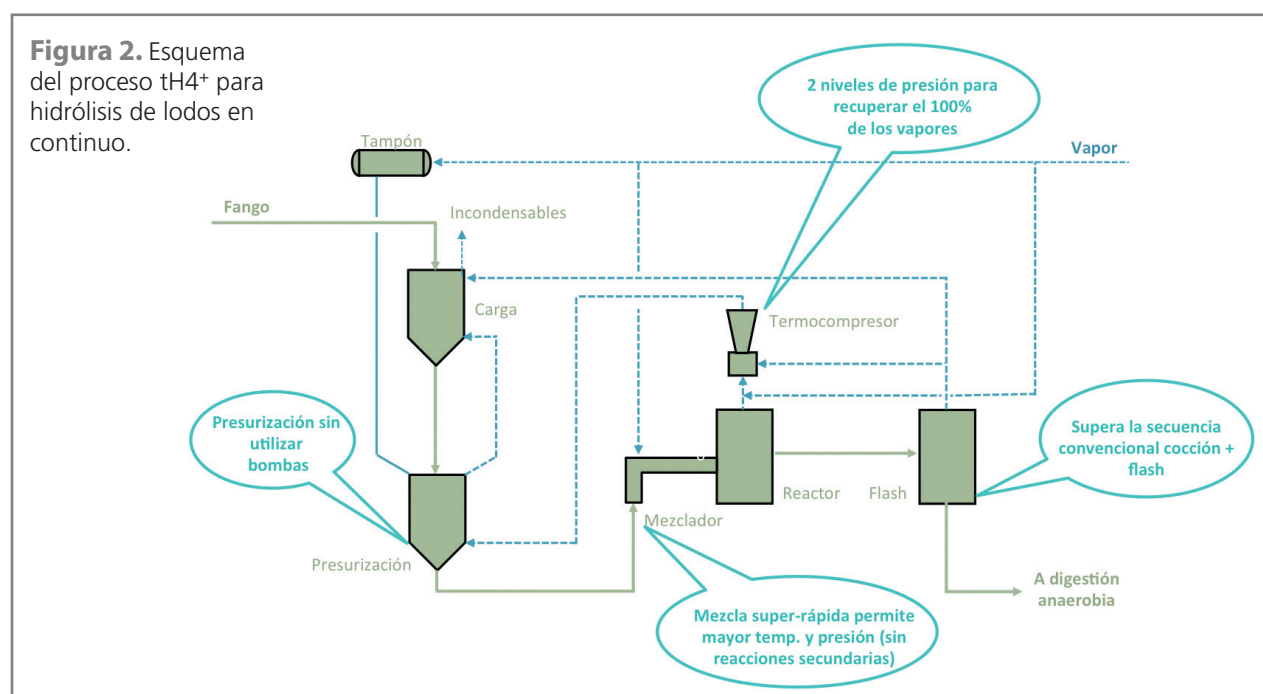 Figura 2. Esquema
del proceso tH4⁺ para
hidrólisis de lodos en
continuo.
2 niveles de presión para
recuperar el 100%
de los vapores
Tampón
Vapor
Fango
Incondensables
Carga
Termocompresor
Presurización sin
utilizar
bombas
Supera la secuencia
convencional cocción +
flash
Reactor
Flash
Mezclador
Presurización
A digestión
anaerobia
Mezcla super-rápida permite
mayor temp. y presión (sin
reacciones secundarias)